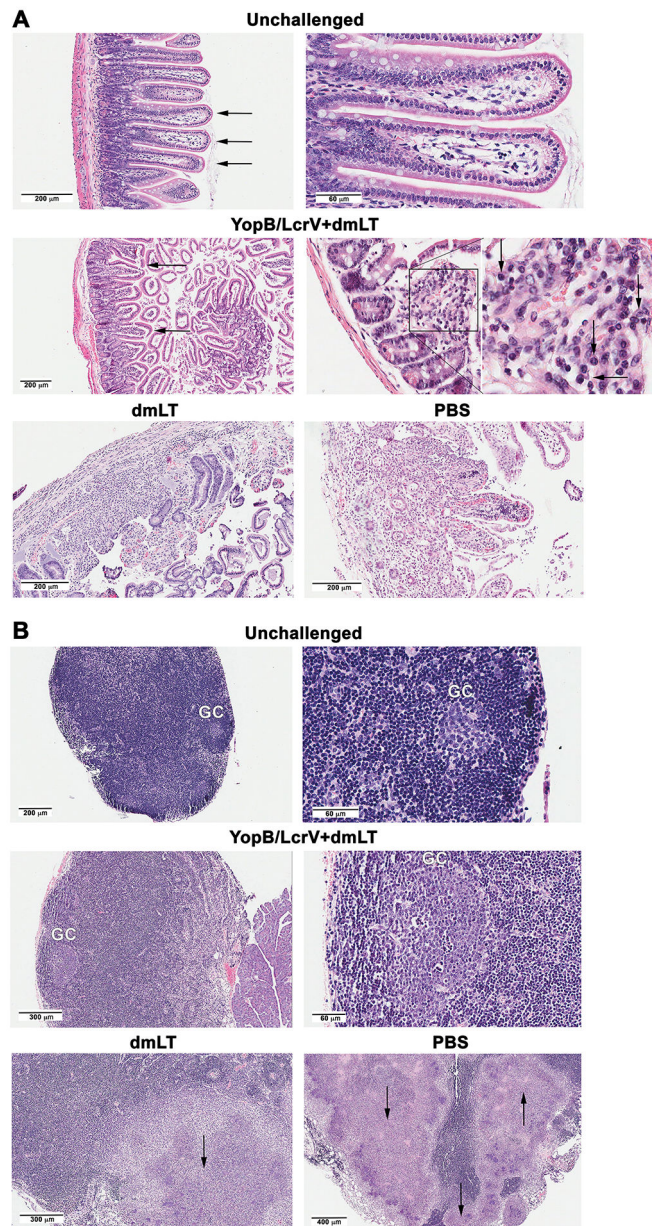 A
Unchallenged
200 μm
60 μm
YopB/LcrV+dmLT
200 μm
dmLT
PBS
200 μm
200 μm
B
Unchallenged
GC
GC
200 μm
60 μm
YopB/LcrV+dmLT
GC
GC
300 μm
60 μm
dmLT
PBS
300 μm
400 μm